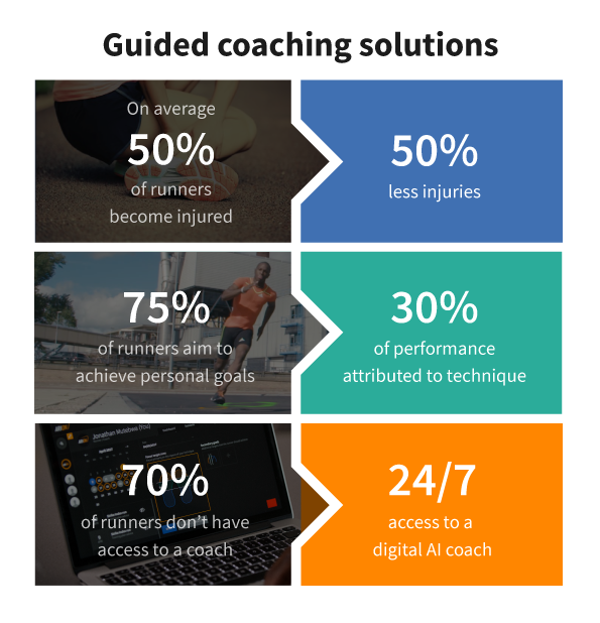 Guided coaching solutions
On average
50%
of runners
become injured
50%
less injuries
75%
of runners aim to
achieve personal goals
30%
of performance
attributed to technique
70%
of runners don't have
access to a coach
24/7
access to a
digital AI coach